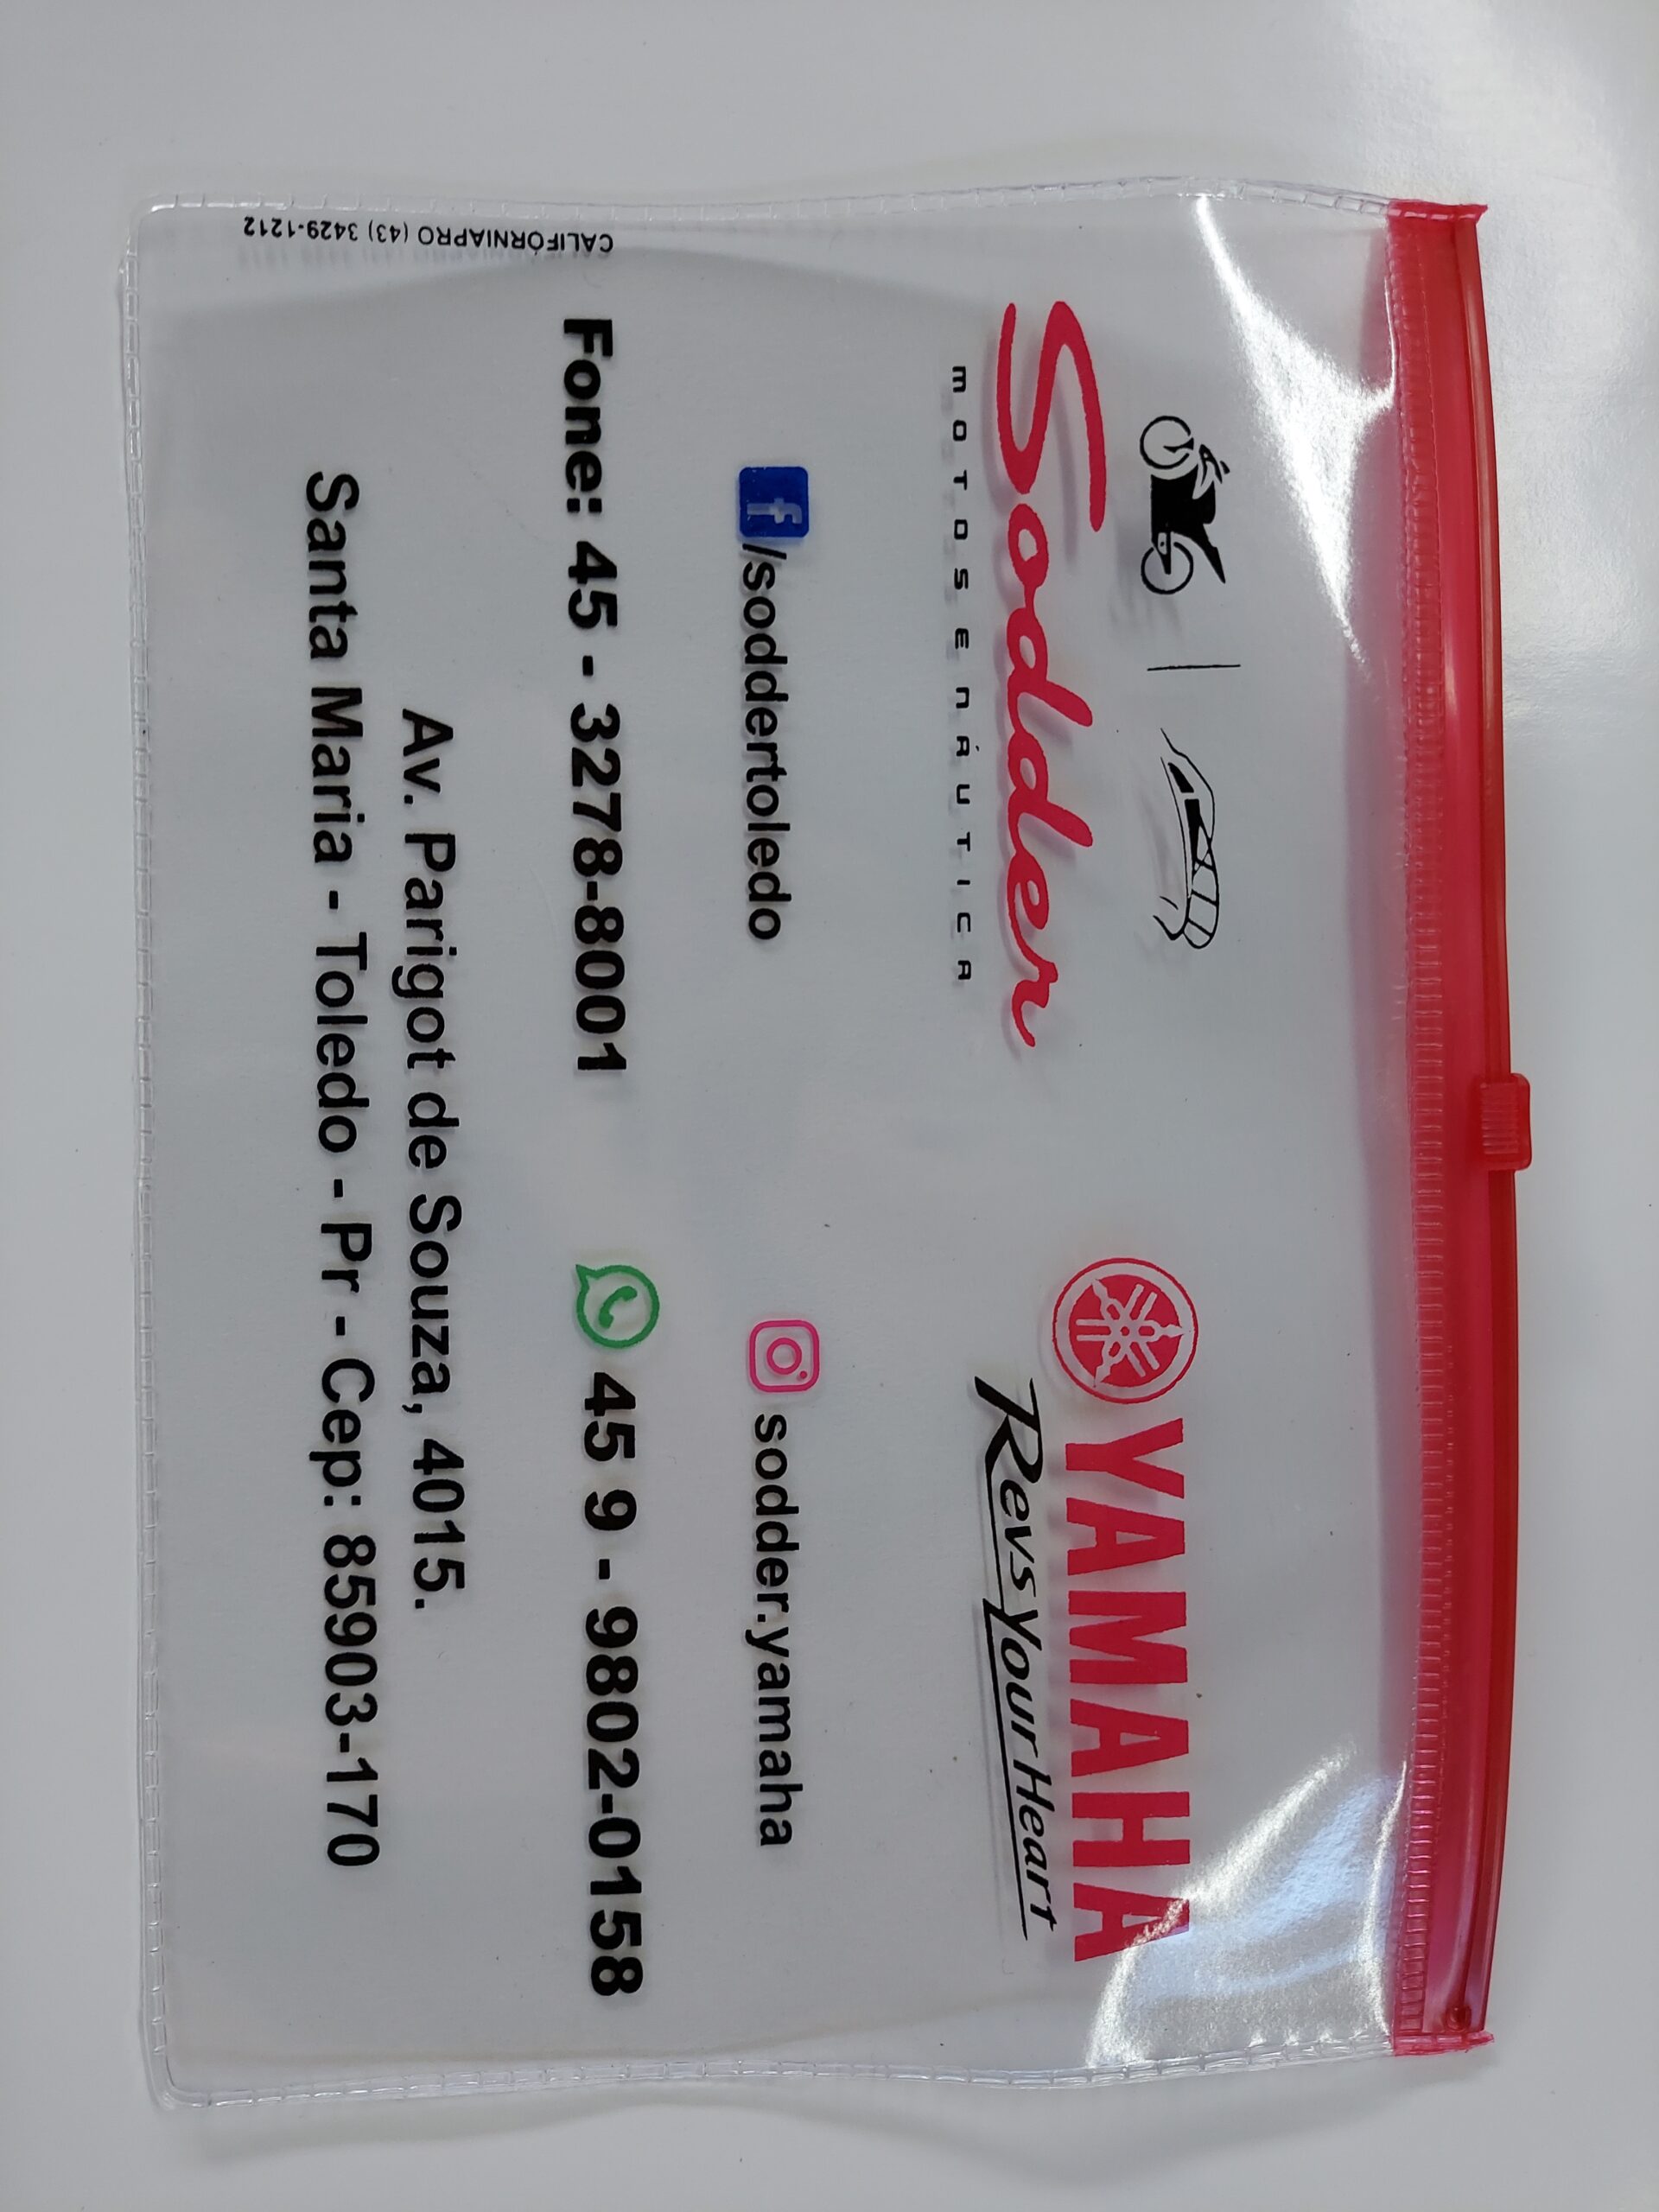 Sodder
MOTOS E NÁUTICA
YAMAHA
Revs Your Heart
f/soddertoledo
sodder.yamaha
Fone: 45 - 3278-8001
45 9 - 9802-0158
Av. Parigot de Souza, 4015.
Santa Maria - Toledo - Pr - Cep: 85903-170
CALIFÓRNIAPRO (43) 3429-1212